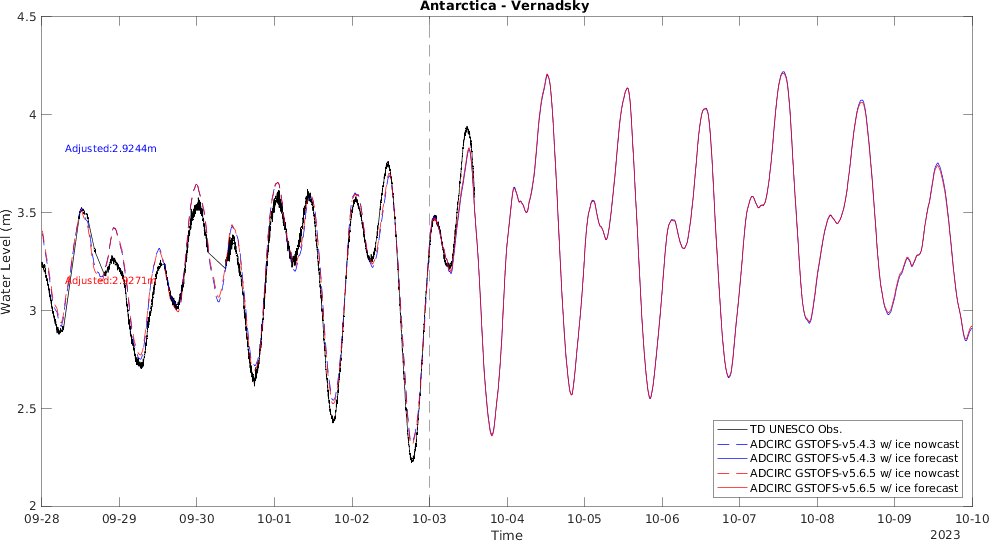 Antarctica - Vernadsky
4.5
4
3.5
3
2.5
2
Water Level (m)
Adjusted:2.9244m
Adjusted:2.9271m
TD UNESCO Obs.
ADCIRC GSTOFS-v5.4.3 w/ ice nowcast
ADCIRC GSTOFS-v5.4.3 w/ ice forecast
ADCIRC GSTOFS-v5.6.5 w/ ice nowcast
ADCIRC GSTOFS-v5.6.5 w/ ice forecast
09-28 09-29 09-30 10-01 10-02 10-03 10-04 10-05 10-06 10-07 10-08 10-09 10-10
Time
2023